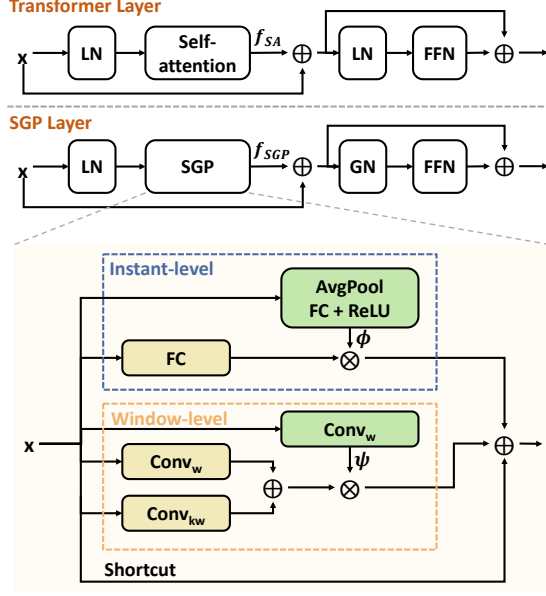 Transformer Layer
x
LN
Self-
attention
f_SA
⊕
LN
FFN
⊕
SGP Layer
x
LN
SGP
f_SGP
⊕
GN
FFN
⊕
Instant-level
AvgPool
FC + ReLU
ϕ
FC
⊗
Window-level
Conv_w
x
ψ
Conv_w
⊕
⊗
⊕
Conv_kw
Shortcut